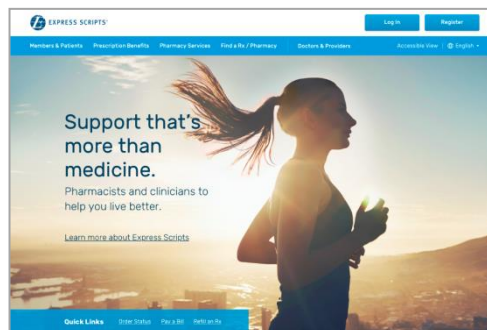 EXPRESS SCRIPTS®
Log In Register
Members & Patients Prescription Benefits Pharmacy Services Find a Rx / Pharmacy Doctors & Providers Accessible View | English
Support that's
more than
medicine.
Pharmacists and clinicians to
help you live better.
Learn more about Express Scripts
Quick Links Order Status Pay a Bill Refill an Rx